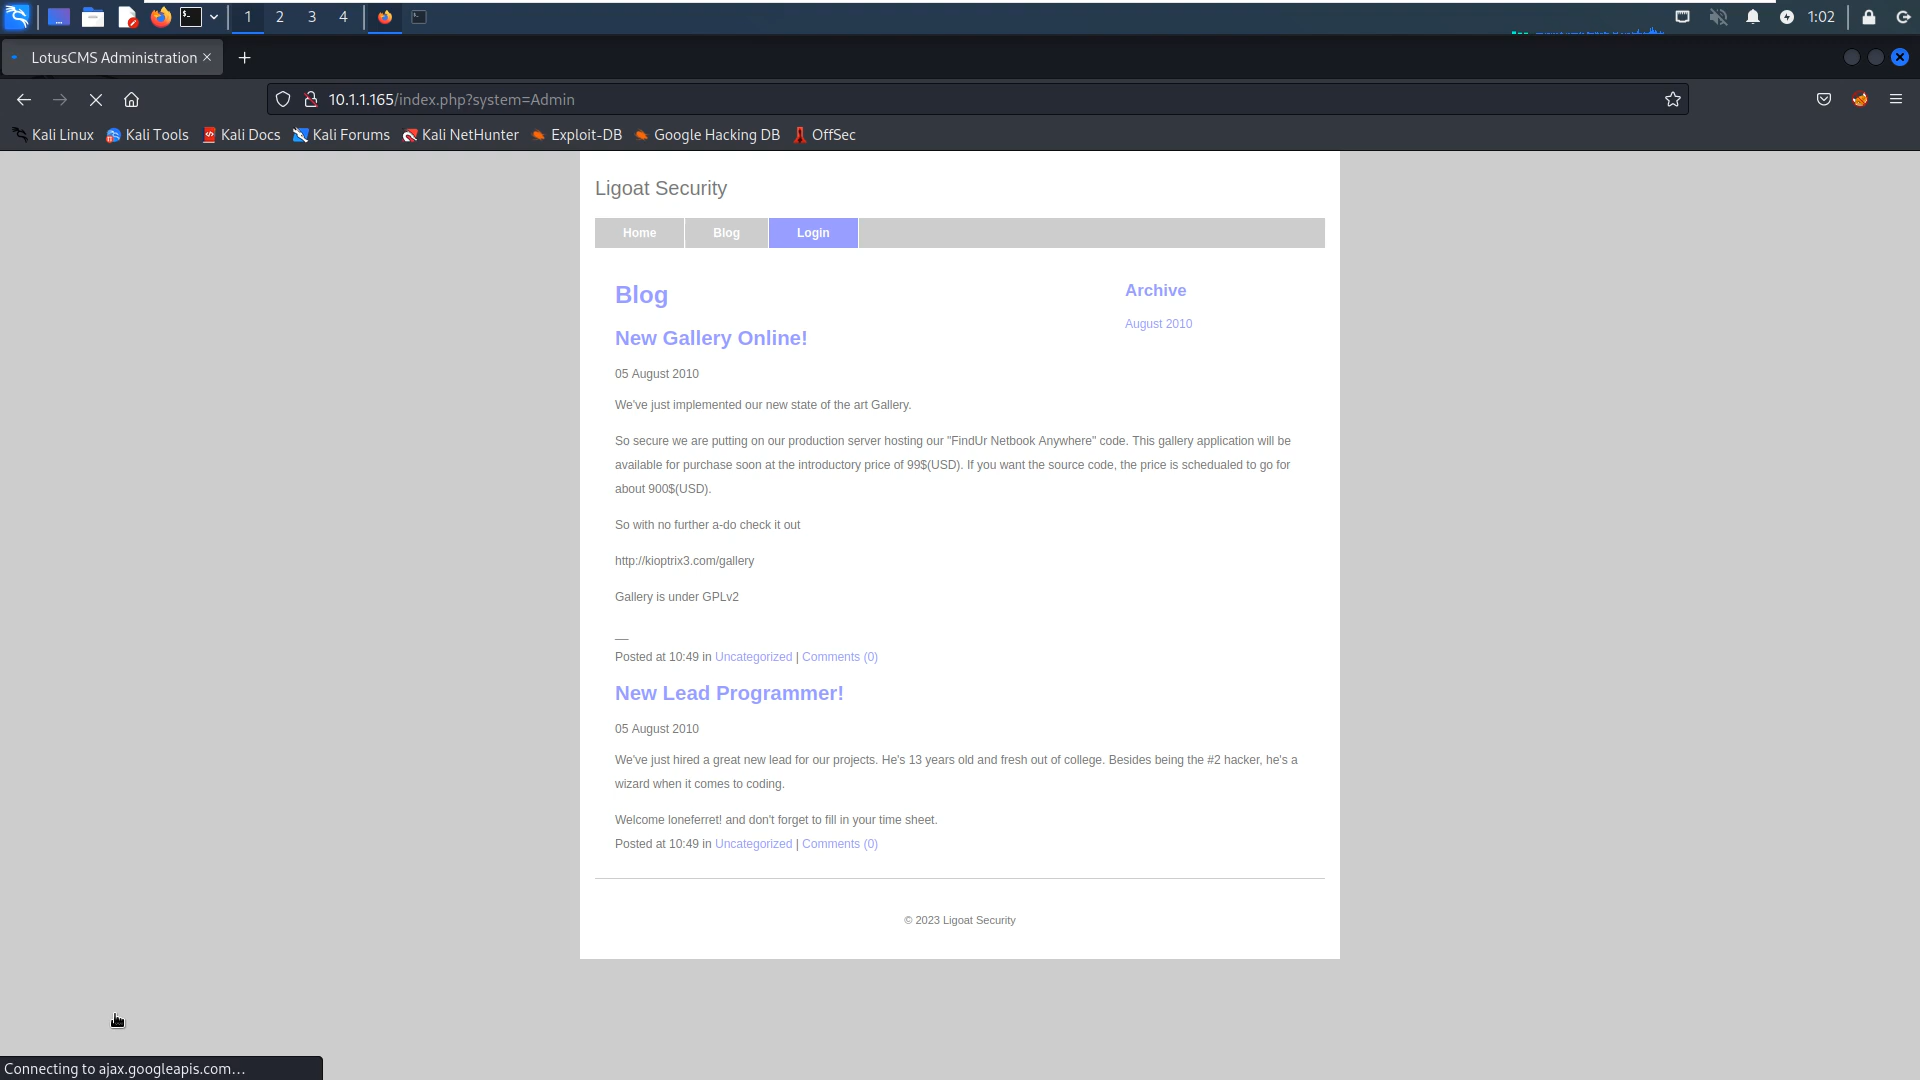 1 2 3 4 1:02
LotusCMS Administration
10.1.1.165/index.php?system=Admin
Kali Linux Kali Tools Kali Docs Kali Forums Kali NetHunter Exploit-DB Google Hacking DB OffSec
Ligoat Security
Home Blog Login
Blog
New Gallery Online!
05 August 2010
We've just implemented our new state of the art Gallery.
So secure we are putting on our production server hosting our "FindUr Netbook Anywhere" code. This gallery application will be
available for purchase soon at the introductory price of 99$(USD). If you want the source code, the price is schedualed to go for
about 900$(USD).
So with no further a-do check it out
http://kioptrix3.com/gallery
Gallery is under GPLv2
__
Posted at 10:49 in Uncategorized | Comments (0)
New Lead Programmer!
05 August 2010
We've just hired a great new lead for our projects. He's 13 years old and fresh out of college. Besides being the #2 hacker, he's a
wizard when it comes to coding.
Welcome loneferret! and don't forget to fill in your time sheet.
Posted at 10:49 in Uncategorized | Comments (0)
Archive
August 2010
© 2023 Ligoat Security
Connecting to ajax.googleapis.com…